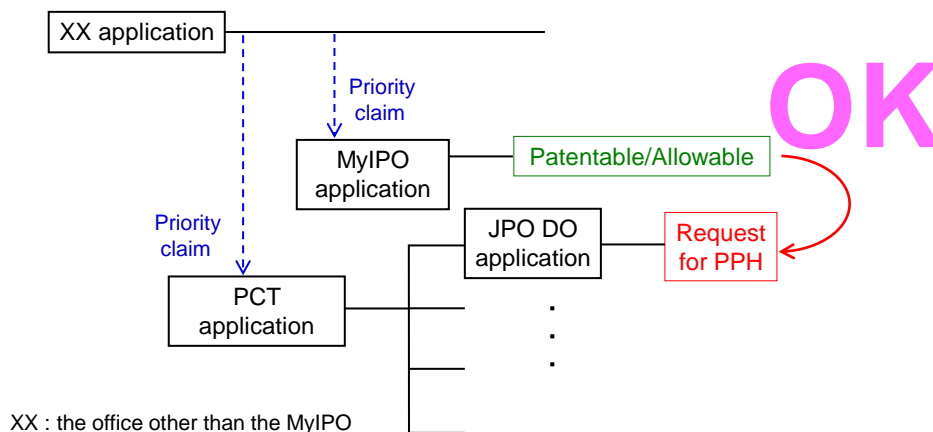 XX application
Priority
claim
OK
MyIPO
application
Patentable/Allowable
Priority
claim
JPO DO
application
Request
for PPH
PCT
application
XX : the office other than the MyIPO